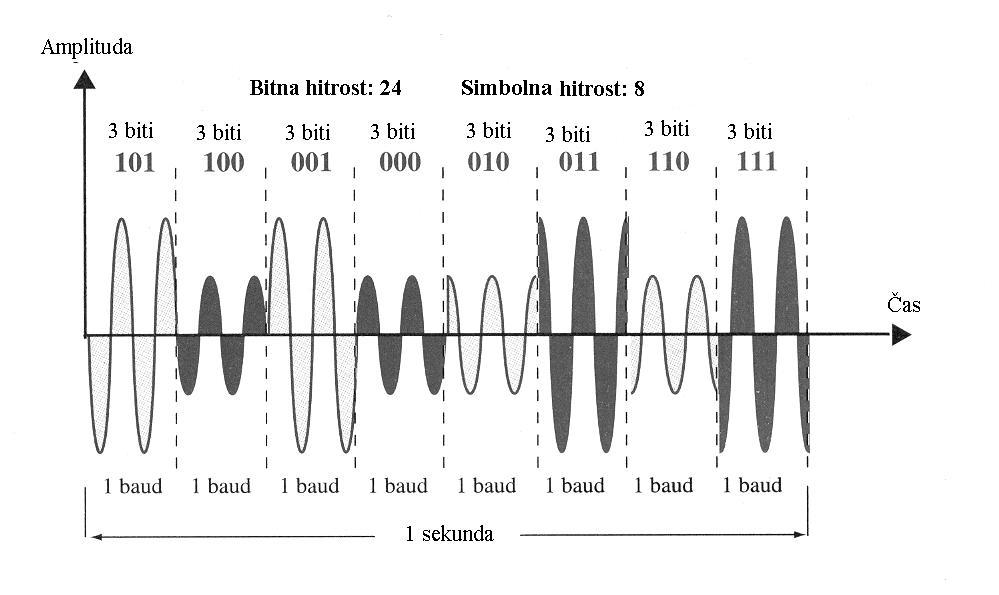 Amplituda
Bitna hitrost: 24 Simbolna hitrost: 8
3 biti 3 biti 3 biti 3 biti 3 biti 3 biti 3 biti 3 biti
101 100 001 000 010 011 110 111
Čas
1 baud 1 baud 1 baud 1 baud 1 baud 1 baud 1 baud 1 baud
1 sekunda